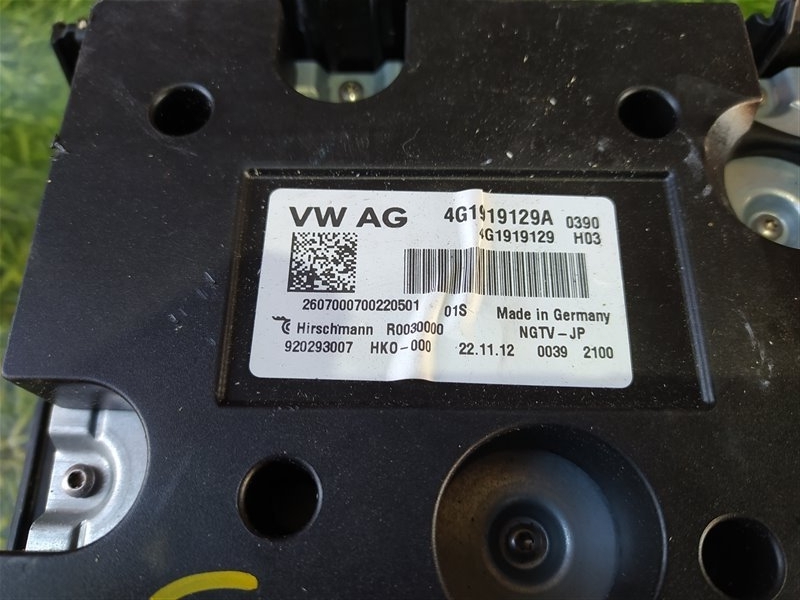 VW AG 4G1919129A 0390
4G1919129 H03
2607000700220501 01S Made in Germany
Hirschmann R0030000 NGTV-JP
920293007 HKO-000 22.11.12 0039 2100